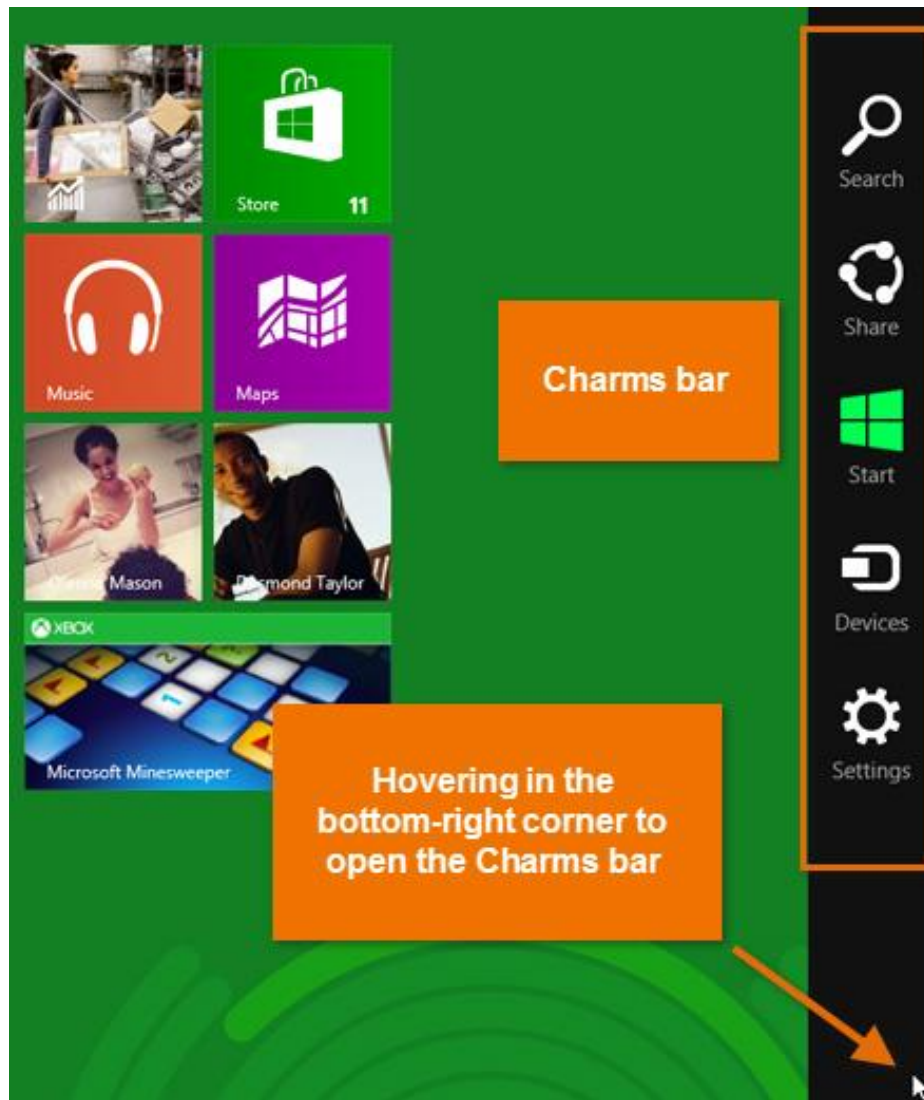 Store 11
Music
Maps
Mason
Desmond Taylor
XBOX
Microsoft Minesweeper
Charms bar
Hovering in the
bottom-right corner to
open the Charms bar
Search
Share
Start
Devices
Settings